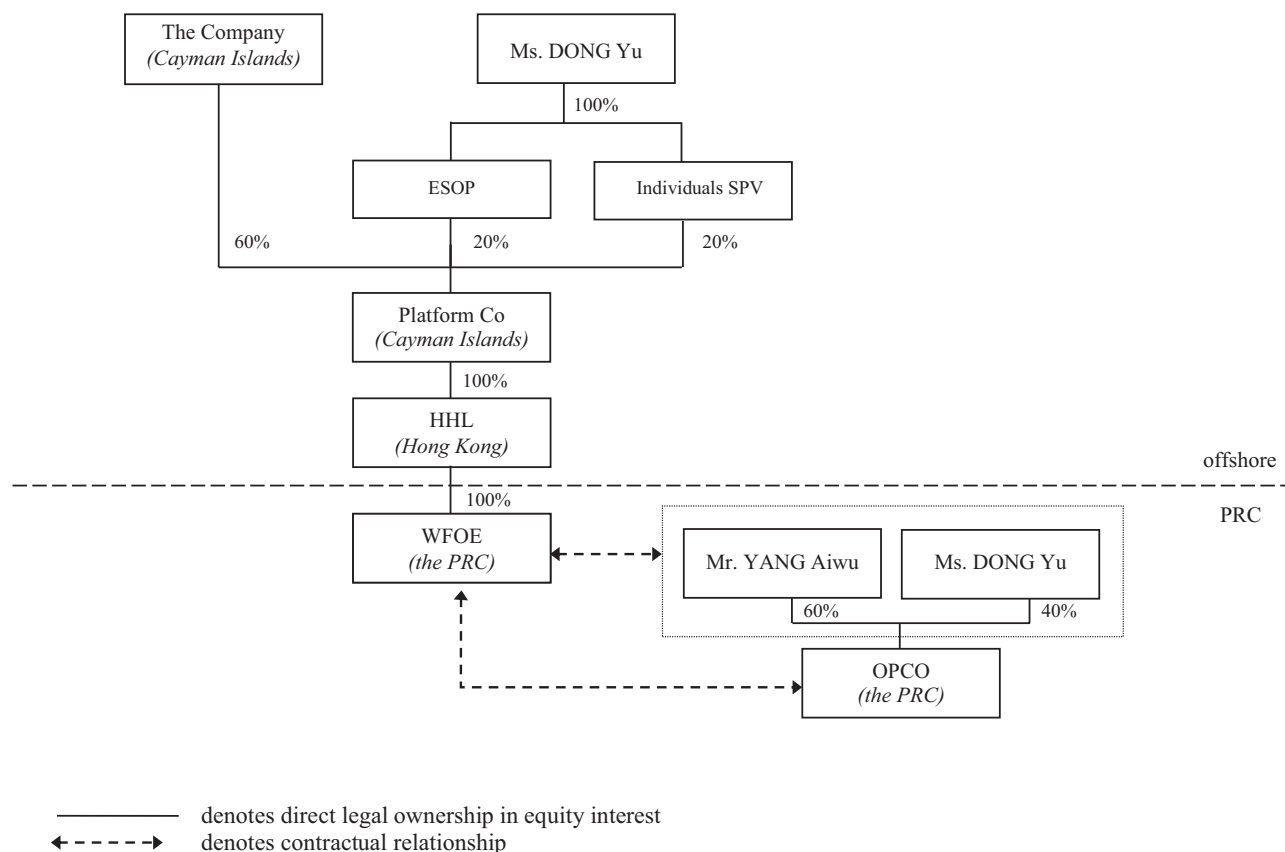 The Company
(Cayman Islands)
Ms. DONG Yu
100%
ESOP
Individuals SPV
60%
20%
20%
Platform Co
(Cayman Islands)
100%
HHL
(Hong Kong)
offshore
100%
PRC
WFOE
(the PRC)
Mr. YANG Aiwu
Ms. DONG Yu
60%
40%
OPCO
(the PRC)
denotes direct legal ownership in equity interest
denotes contractual relationship